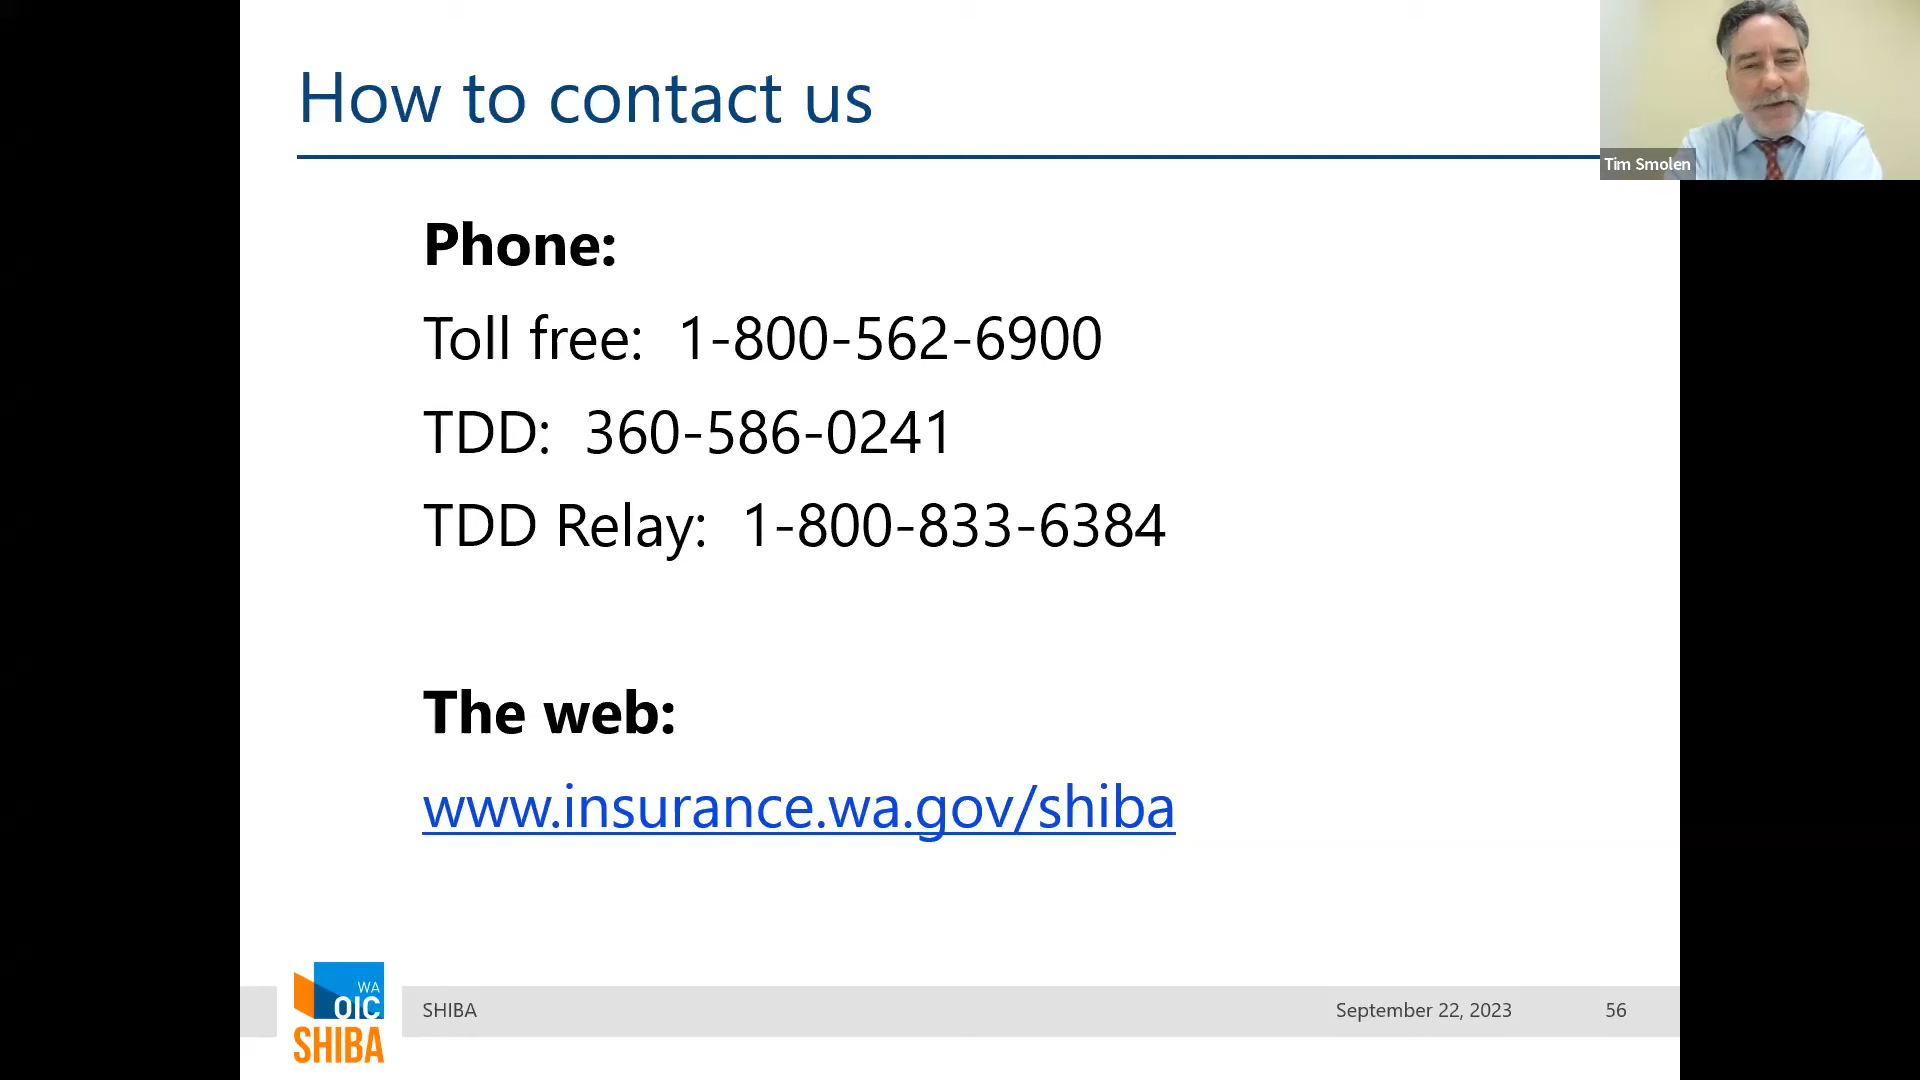 How to contact us
Tim Smolen
Phone:
Toll free: 1-800-562-6900
TDD: 360-586-0241
TDD Relay: 1-800-833-6384
The web:
www.insurance.wa.gov/shiba
WA
OIC
SHIBA
SHIBA
September 22, 2023
56